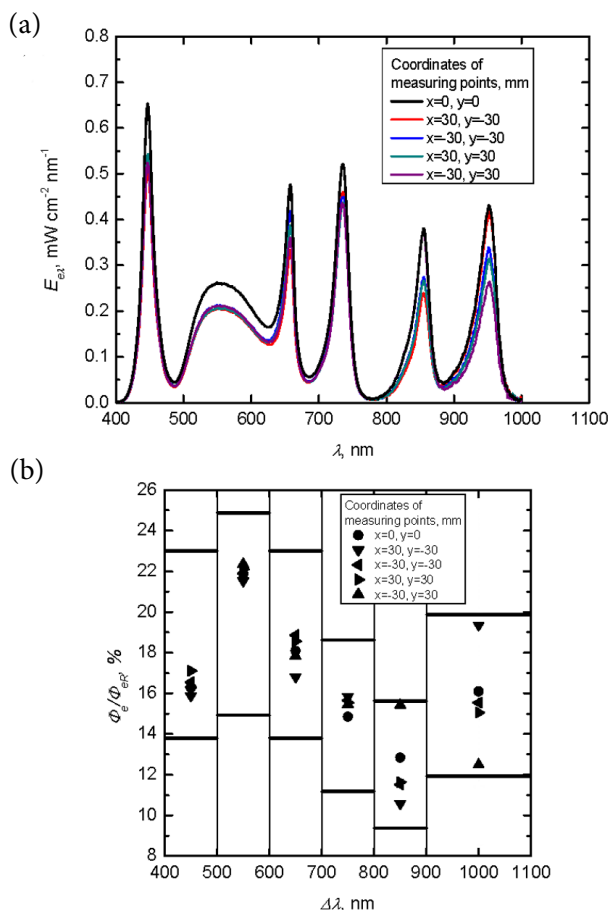 (a)
0.8
0.7
0.6
0.5
0.4
0.3
0.2
0.1
0.0
Eeλ, mW cm-2 nm-1
Coordinates of
measuring points, mm
x=0, y=0
x=30, y=-30
x=-30, y=-30
x=30, y=30
x=-30, y=30
400 500 600 700 800 900 1000 1100
λ, nm
(b)
26
24
22
20
18
16
14
12
10
8
Φe/ΦeR, %
Coordinates of
measuring points, mm
x=0, y=0
x=30, y=-30
x=-30, y=-30
x=30, y=30
x=-30, y=30
400 500 600 700 800 900 1000 1100
Δλ, nm